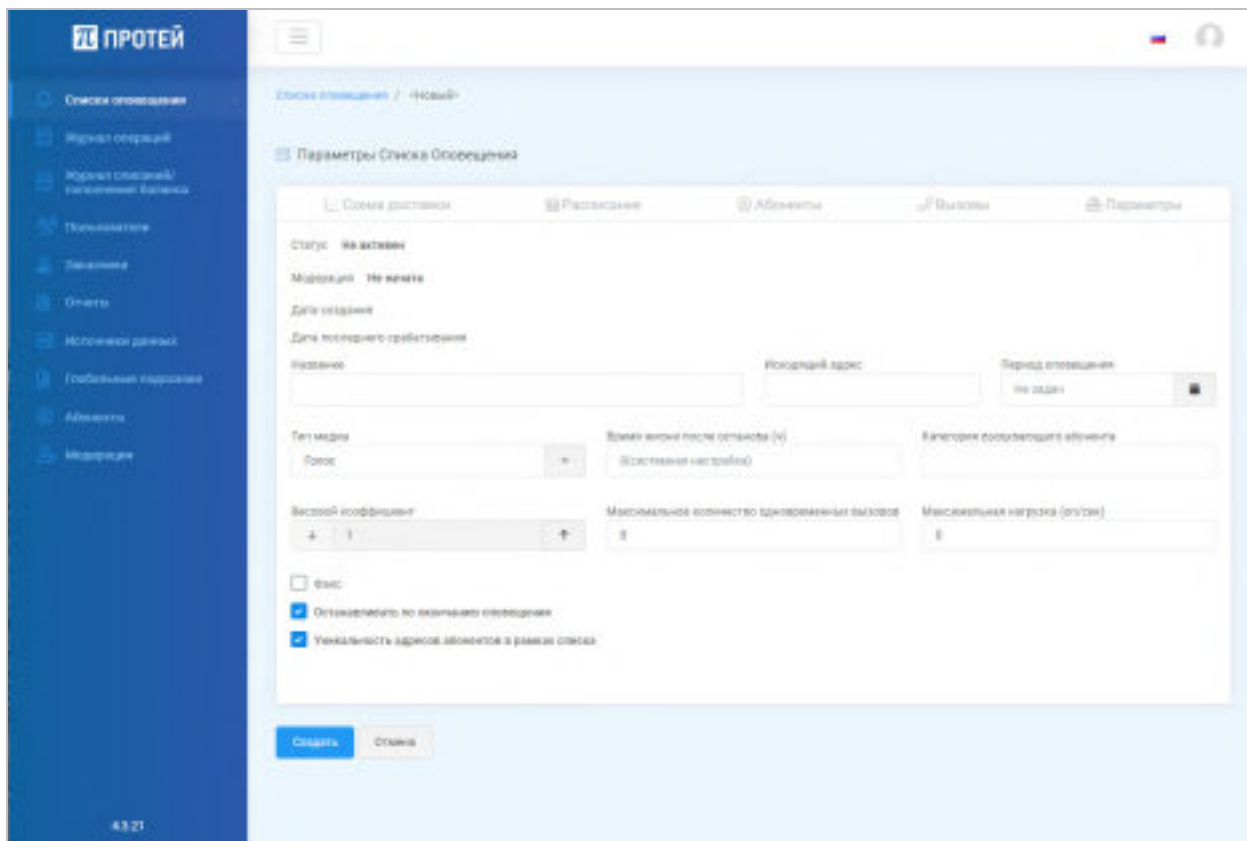 ПРОТЕЙ
Списки оповещения
Журнал операций
Журнал списаний/
пополнения баланса
Пользователи
Заказчики
Отчеты
Источники данных
Глобальные
Абоненты
Модерация
4.3.21
Списки оповещения / <Новый>
Параметры Списка Оповещения
Схема доставки
Расписание
Абоненты
Вызовы
Параметры
Статус Не активен
Модерация Не начата
Дата создания
Дата последнего срабатывания
Название
Исходящий адрес
Период оповещения
Не задан
Тип медиа
Время жизни после останова (ч)
Категория вызывающего абонента
Голос
0(системная настройка)
Весовой коэффициент
Максимальное количество одновременных вызовов
Максимальная нагрузка (оп/сек)
1
0
0
Факс
Останавливать по окончанию оповещения
Уникальность адресов абонентов в рамках списка
Создать
Отмена